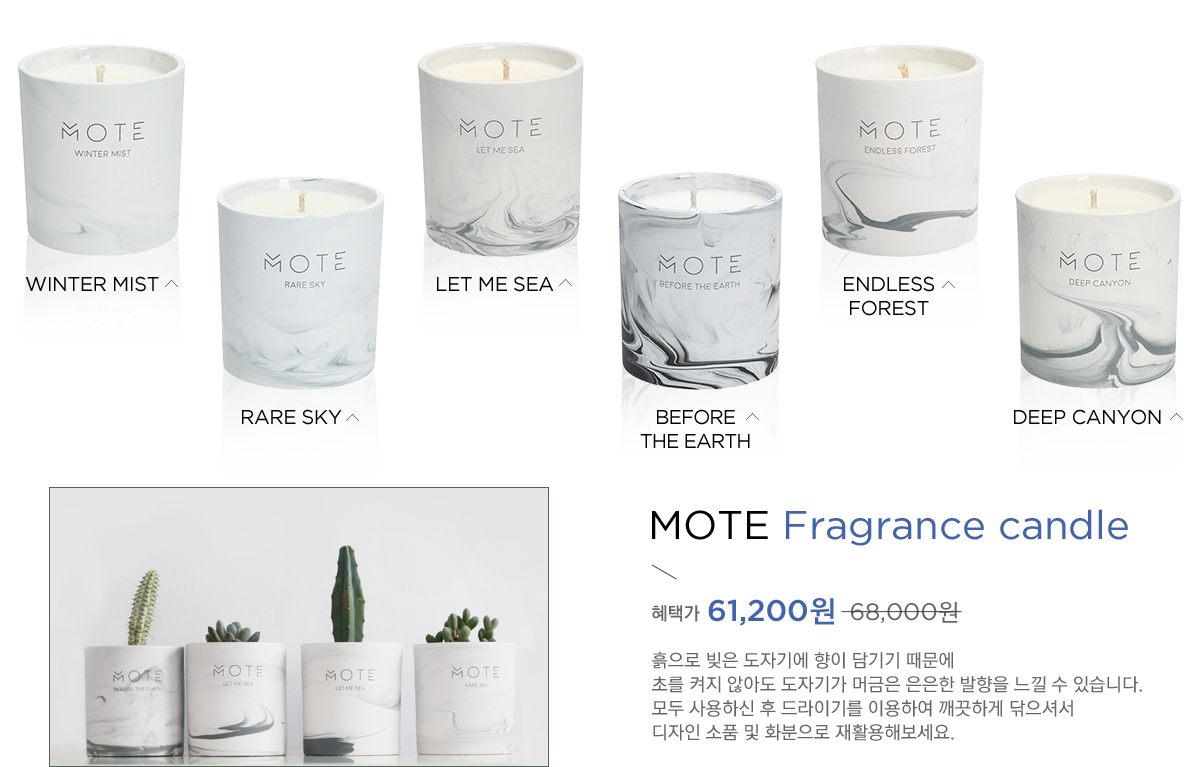 MOTE
WINTER MIST
WINTER MIST
MOTE
RARE SKY
RARE SKY
MOTE
LET ME SEA
LET ME SEA
MOTE
BEFORE THE EARTH
BEFORE
THE EARTH
MOTE
ENDLESS FOREST
ENDLESS
FOREST
MOTE
DEEP CANYON
DEEP CANYON
MOTE
BEFORE THE EARTH
MOTE
LET ME SEA
MOTE
LET ME SEA
MOTE
RARE SKY
MOTE Fragrance candle
혜택가 61,200원 68,000원
흙으로 빚은 도자기에 향이 담기기 때문에
초를 켜지 않아도 도자기가 머금은 은은한 발향을 느낄 수 있습니다.
모두 사용하신 후 드라이기를 이용하여 깨끗하게 닦으셔서
디자인 소품 및 화분으로 재활용해보세요.